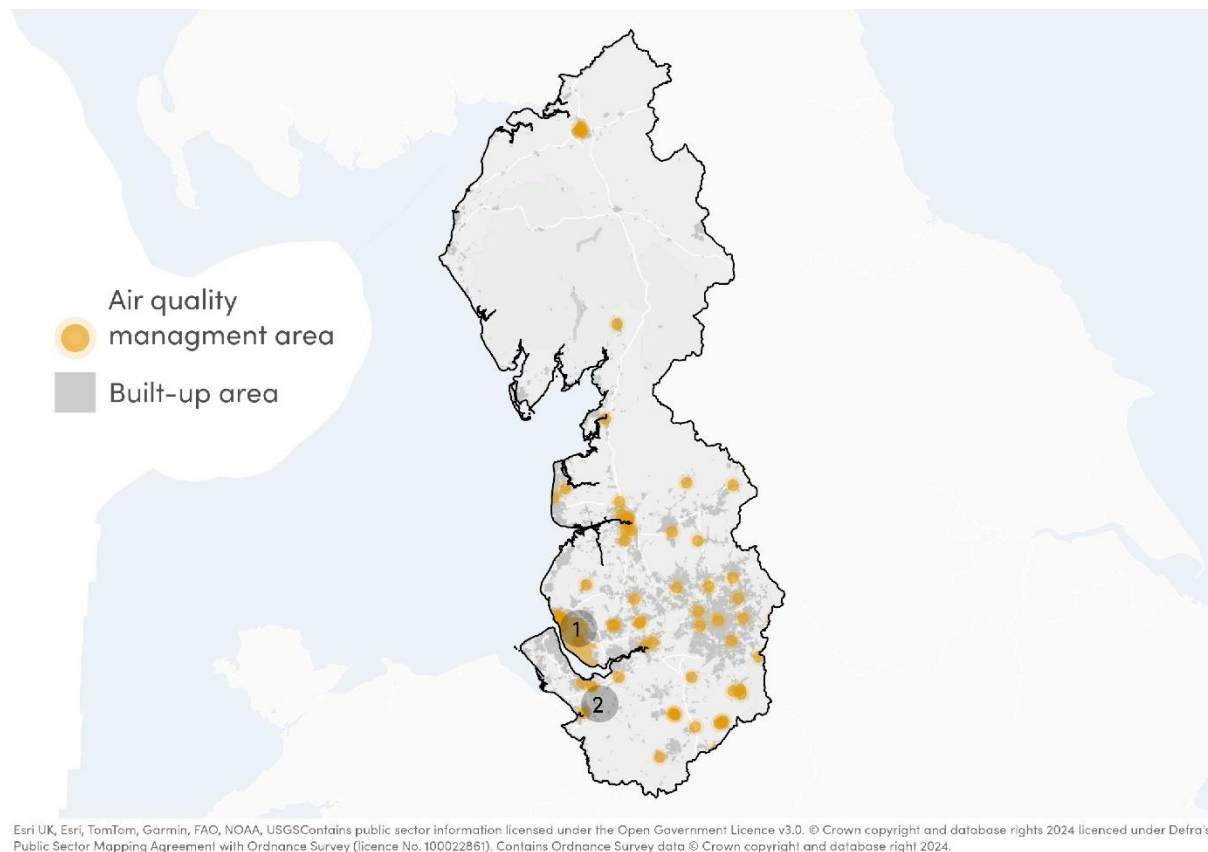 Air quality
managment area
Built-up area
1
2
Esri UK, Esri, TomTom, Garmin, FAO, NOAA, USGSContains public sector information licensed under the Open Government Licence v3.0. © Crown copyright and database rights 2024 licenced under Defra's
Public Sector Mapping Agreement with Ordnance Survey (licence No. 100022861). Contains Ordnance Survey data © Crown copyright and database right 2024.